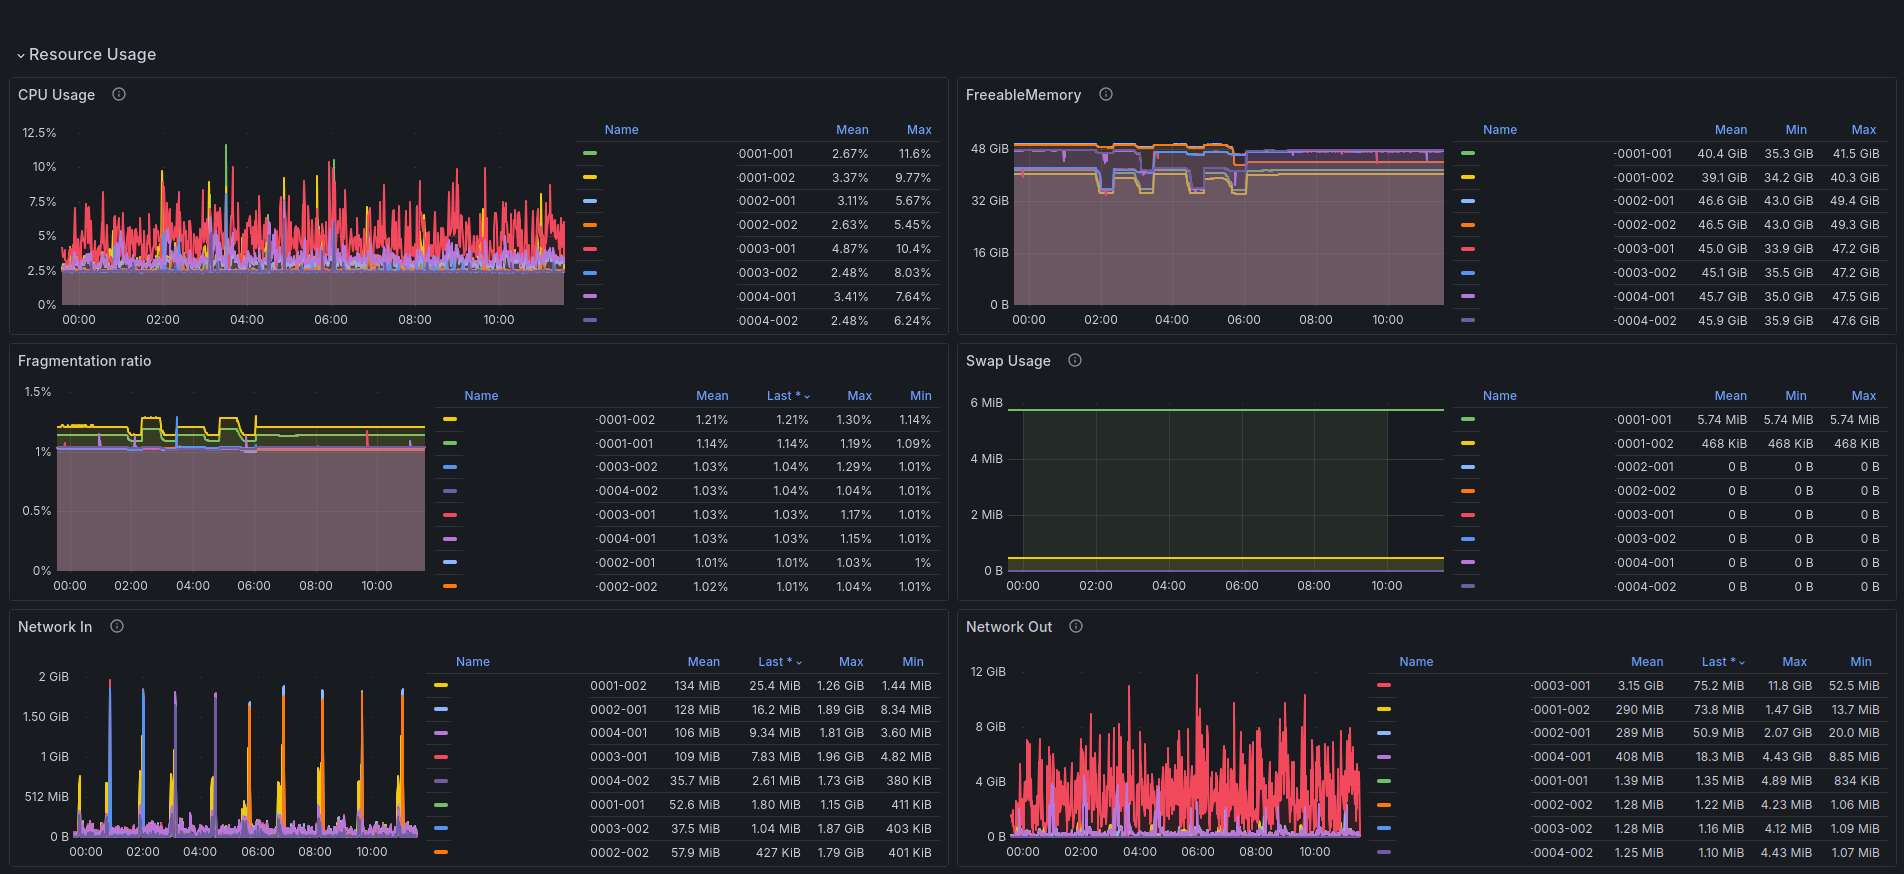 Resource Usage
CPU Usage
Name Mean Max
12.5%
10%
7.5%
5%
2.5%
0%
00:00 02:00 04:00 06:00 08:00 10:00
-0001-001 2.67% 11.6%
-0001-002 3.37% 9.77%
-0002-001 3.11% 5.67%
-0002-002 2.63% 5.45%
-0003-001 4.87% 10.4%
-0003-002 2.48% 8.03%
-0004-001 3.41% 7.64%
-0004-002 2.48% 6.24%
FreeableMemory
Name Mean Min Max
48 GiB
32 GiB
16 GiB
0 B
00:00 02:00 04:00 06:00 08:00 10:00
-0001-001 40.4 GiB 35.3 GiB 41.5 GiB
-0001-002 39.1 GiB 34.2 GiB 40.3 GiB
-0002-001 46.6 GiB 43.0 GiB 49.4 GiB
-0002-002 46.5 GiB 43.0 GiB 49.3 GiB
-0003-001 45.0 GiB 33.9 GiB 47.2 GiB
-0003-002 45.1 GiB 35.5 GiB 47.2 GiB
-0004-001 45.7 GiB 35.0 GiB 47.5 GiB
-0004-002 45.9 GiB 35.9 GiB 47.6 GiB
Fragmentation ratio
Name Mean Last * Max Min
1.5%
1%
0.5%
0%
00:00 02:00 04:00 06:00 08:00 10:00
-0001-002 1.21% 1.21% 1.30% 1.14%
-0001-001 1.14% 1.14% 1.19% 1.09%
-0003-002 1.03% 1.04% 1.29% 1.01%
-0004-002 1.03% 1.04% 1.04% 1.01%
-0003-001 1.03% 1.03% 1.17% 1.01%
-0004-001 1.03% 1.03% 1.15% 1.01%
-0002-001 1.01% 1.01% 1.03% 1%
-0002-002 1.02% 1.01% 1.04% 1.01%
Swap Usage
Name Mean Min Max
6 MiB
4 MiB
2 MiB
0 B
00:00 02:00 04:00 06:00 08:00 10:00
-0001-001 5.74 MiB 5.74 MiB 5.74 MiB
-0001-002 468 KiB 468 KiB 468 KiB
-0002-001 0 B 0 B 0 B
-0002-002 0 B 0 B 0 B
-0003-001 0 B 0 B 0 B
-0003-002 0 B 0 B 0 B
-0004-001 0 B 0 B 0 B
-0004-002 0 B 0 B 0 B
Network In
Name Mean Last * Max Min
2 GiB
1.50 GiB
1 GiB
512 MiB
0 B
00:00 02:00 04:00 06:00 08:00 10:00
0001-002 134 MiB 25.4 MiB 1.26 GiB 1.44 MiB
0002-001 128 MiB 16.2 MiB 1.89 GiB 8.34 MiB
0004-001 106 MiB 9.34 MiB 1.81 GiB 3.60 MiB
0003-001 109 MiB 7.83 MiB 1.96 GiB 4.82 MiB
0004-002 35.7 MiB 2.61 MiB 1.73 GiB 380 KiB
0001-001 52.6 MiB 1.80 MiB 1.15 GiB 411 KiB
0003-002 37.5 MiB 1.04 MiB 1.87 GiB 403 KiB
0002-002 57.9 MiB 427 KiB 1.79 GiB 401 KiB
Network Out
Name Mean Last * Max Min
12 GiB
8 GiB
4 GiB
0 B
00:00 02:00 04:00 06:00 08:00 10:00
-0003-001 3.15 GiB 75.2 MiB 11.8 GiB 52.5 MiB
-0001-002 290 MiB 73.8 MiB 1.47 GiB 13.7 MiB
-0002-001 289 MiB 50.9 MiB 2.07 GiB 20.0 MiB
-0004-001 408 MiB 18.3 MiB 4.43 GiB 8.85 MiB
-0001-001 1.39 MiB 1.35 MiB 4.89 MiB 834 KiB
-0002-002 1.28 MiB 1.22 MiB 4.23 MiB 1.06 MiB
-0003-002 1.28 MiB 1.16 MiB 4.12 MiB 1.09 MiB
-0004-002 1.25 MiB 1.10 MiB 4.43 MiB 1.07 MiB